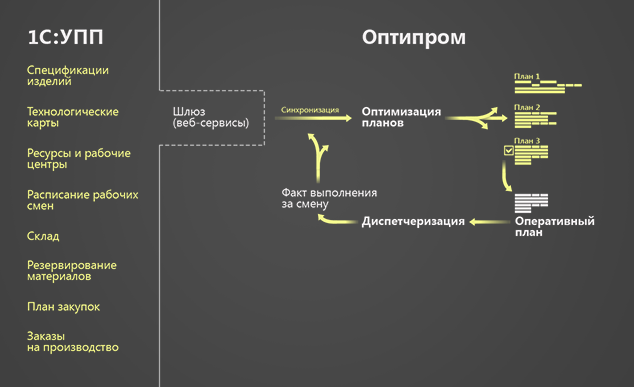 1С:УПП
Спецификации
изделий
Технологические
карты
Ресурсы и рабочие
центры
Расписание рабочих
смен
Склад
Резервирование
материалов
План закупок
Заказы
на производство
Шлюз
(веб-сервисы)
Оптипром
Синхронизация
Оптимизация
планов
План 1
План 2
План 3
Оперативный
план
Диспетчеризация
Факт выполнения
за смену